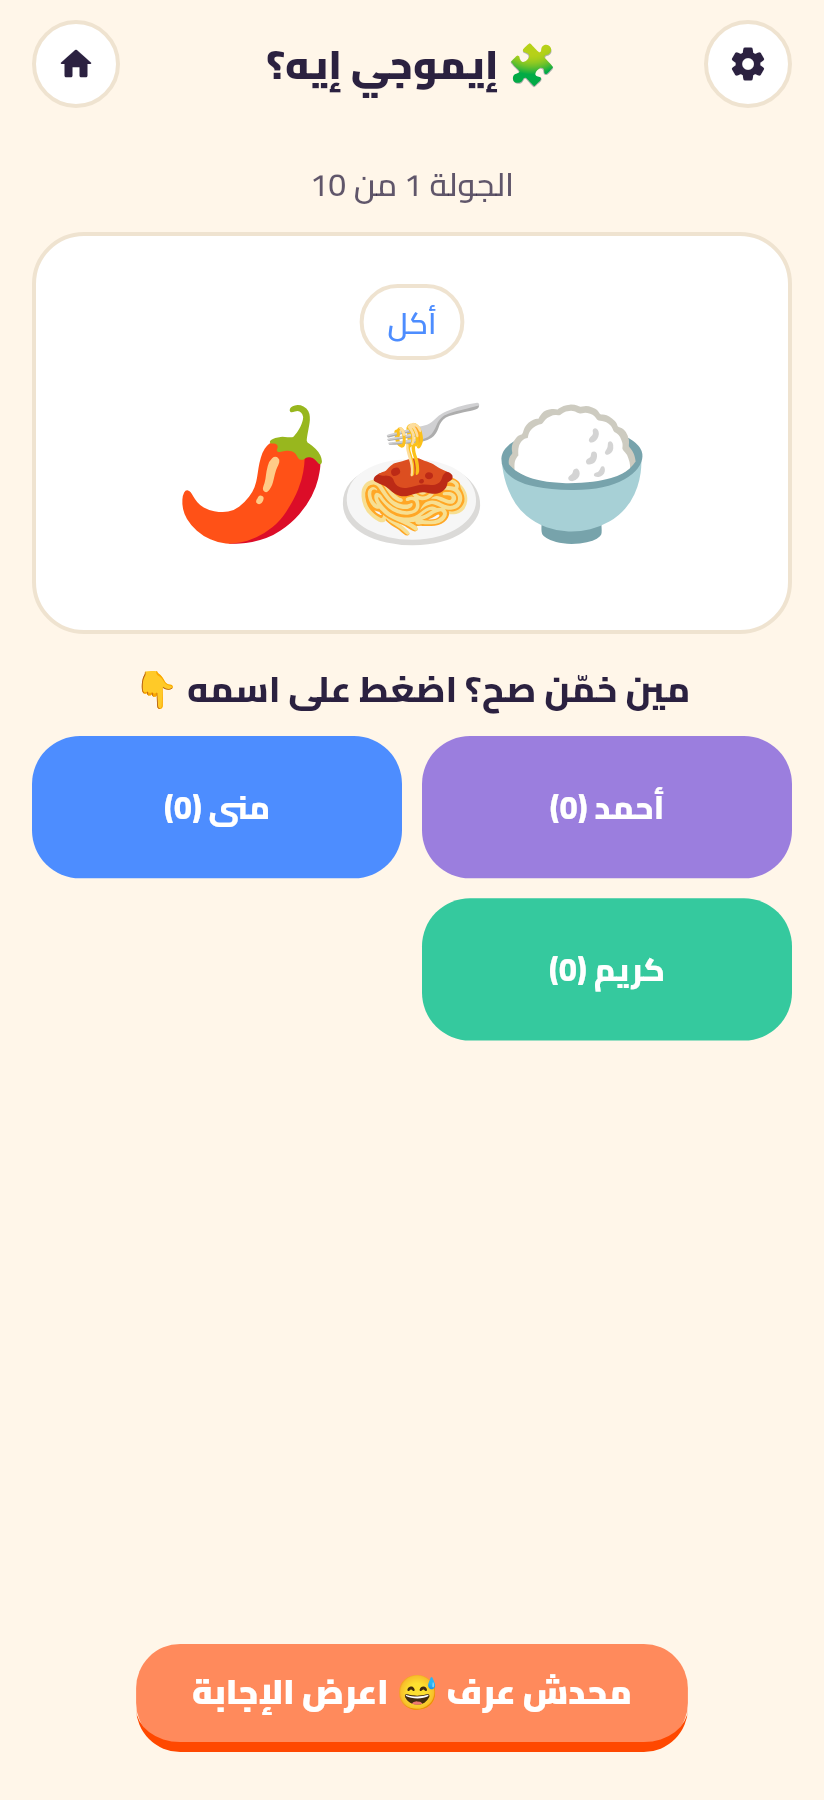 🧩 إيموجي إيه؟
الجولة 1 من 10
أكل
🍚🍝🌶️
مين خمّن صح؟ اضغط على اسمه 👇
أحمد (0)
منى (0)
كريم (0)
محدش عرف 😅 اعرض الإجابة